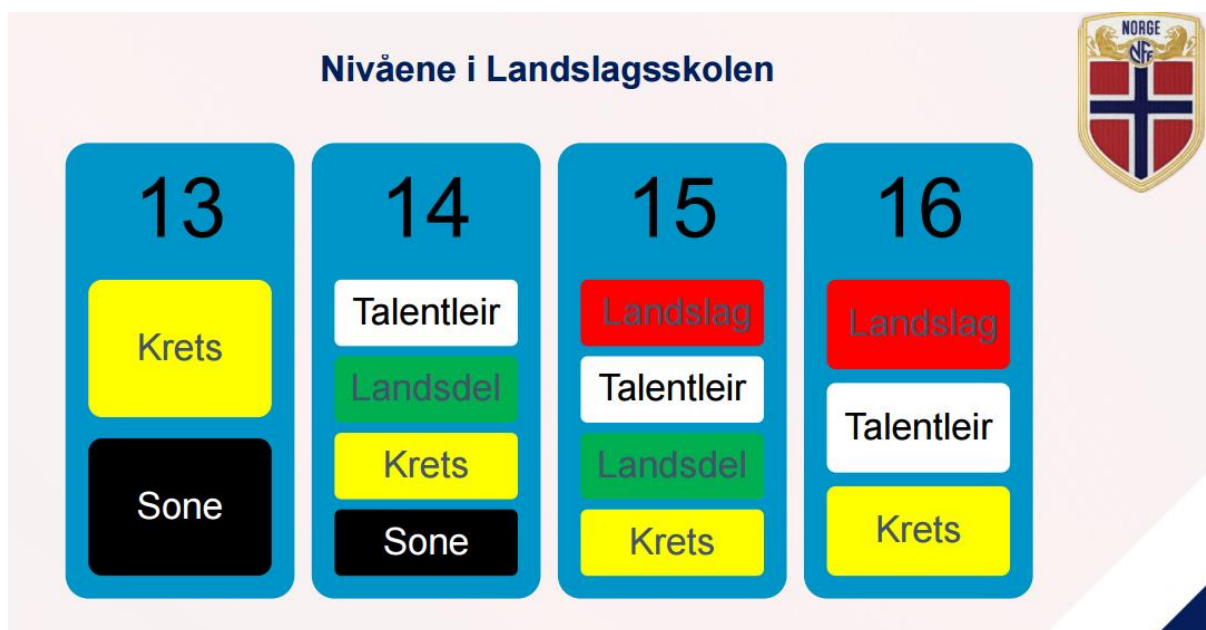 Nivåene i Landslagsskolen
NORGE
NFF
13
Krets
Sone
14
Talentleir
Landsdel
Krets
Sone
15
Landslag
Talentleir
Landsdel
Krets
16
Landslag
Talentleir
Krets